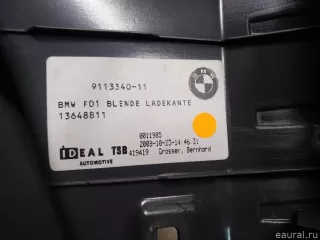 9113340-11
BMW
BMW FD1 BLENDE LADEKANTE
13648811
0011985
2008-10-23-14:46.31
IDEAL TSB 419419 Grosser, Bernhard
AUTOMOTIVE
eaural.ru